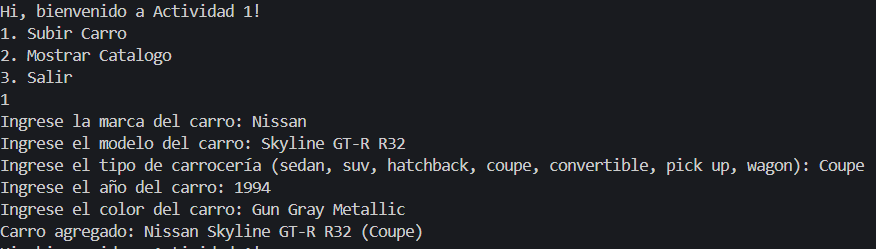 Hi, bienvenido a Actividad 1!
1. Subir Carro
2. Mostrar Catalogo
3. Salir
1
Ingrese la marca del carro: Nissan
Ingrese el modelo del carro: Skyline GT-R R32
Ingrese el tipo de carrocería (sedan, suv, hatchback, coupe, convertible, pick up, wagon): Coupe
Ingrese el año del carro: 1994
Ingrese el color del carro: Gun Gray Metallic
Carro agregado: Nissan Skyline GT-R R32 (Coupe)